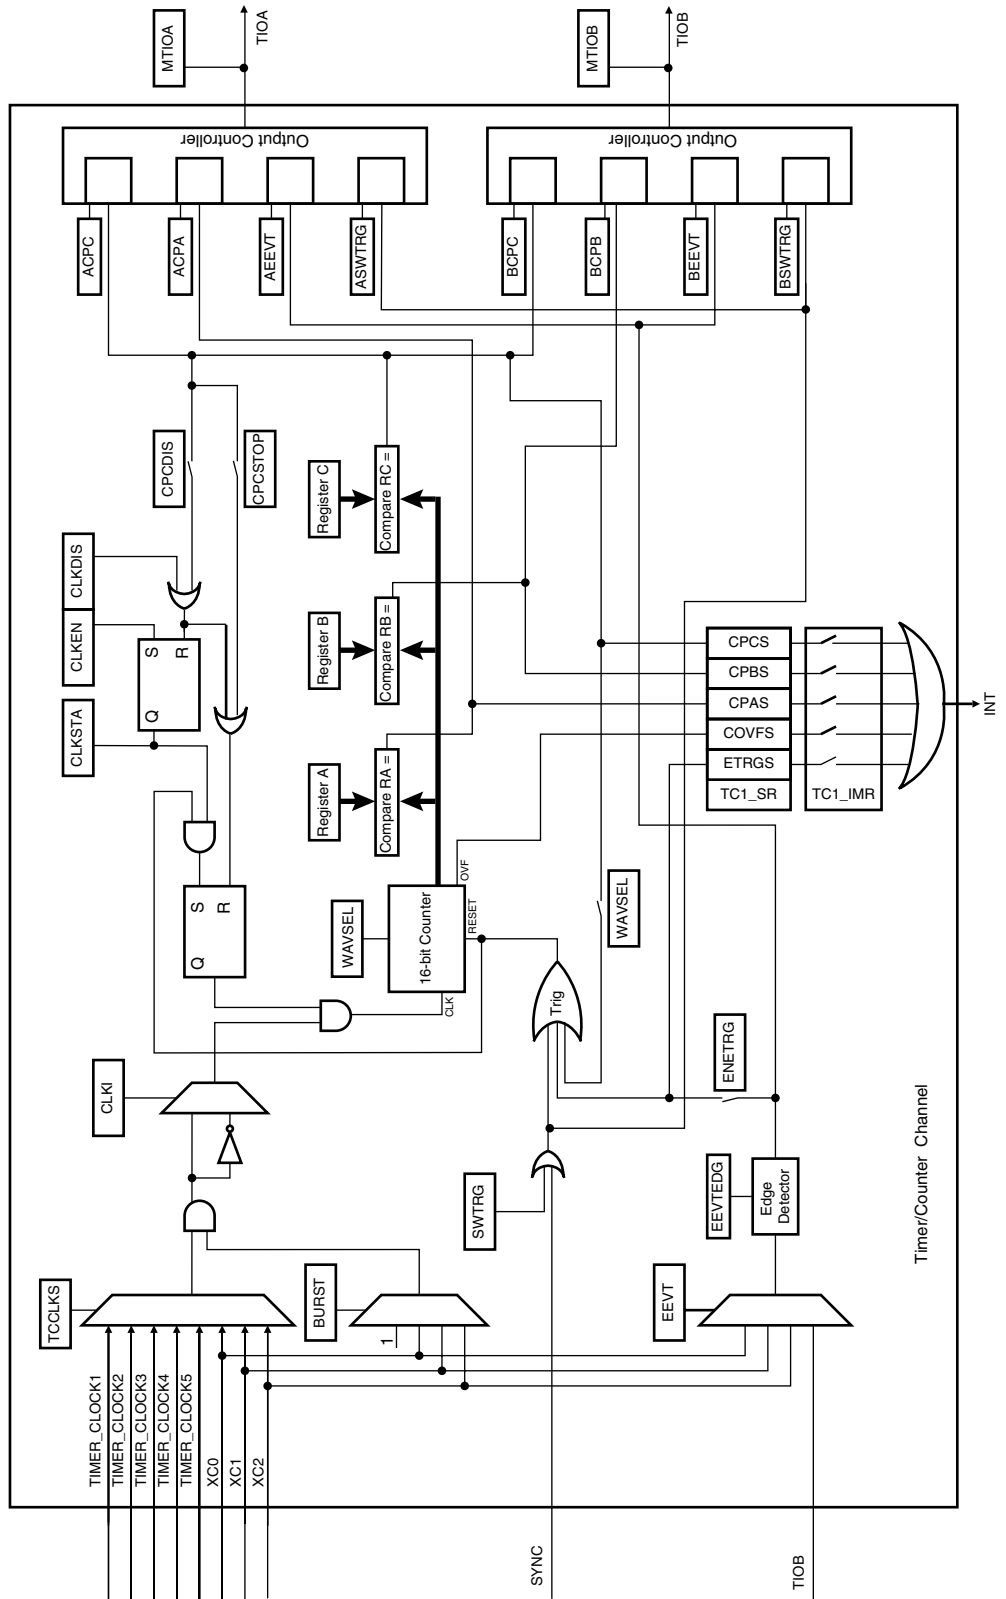 TIMER_CLOCK1
TIMER_CLOCK2
TIMER_CLOCK3
TIMER_CLOCK4
TIMER_CLOCK5
XC0
XC1
XC2
TCCLKS
CLKI
CLKSTA
CLKEN
CLKDIS
Q
S
R
Q
S
R
CPCDIS
CPCSTOP
BURST
1
WAVSEL
16-bit Counter
CLK
RESET
OVF
Register A
Register B
Register C
Compare RA =
Compare RB =
Compare RC =
ACPC
ACPA
AEEVT
ASWTRG
Output Controller
MTIOA
TIOA
BCPC
BCPB
BEEVT
BSWTRG
Output Controller
MTIOB
TIOB
SYNC
SWTRG
Trig
WAVSEL
TIOB
EEVT
EEVTEDG
Edge
Detector
ENETRG
CPCS
CPBS
CPAS
COVFS
ETRGS
TC1_SR
TC1_IMR
INT
Timer/Counter Channel